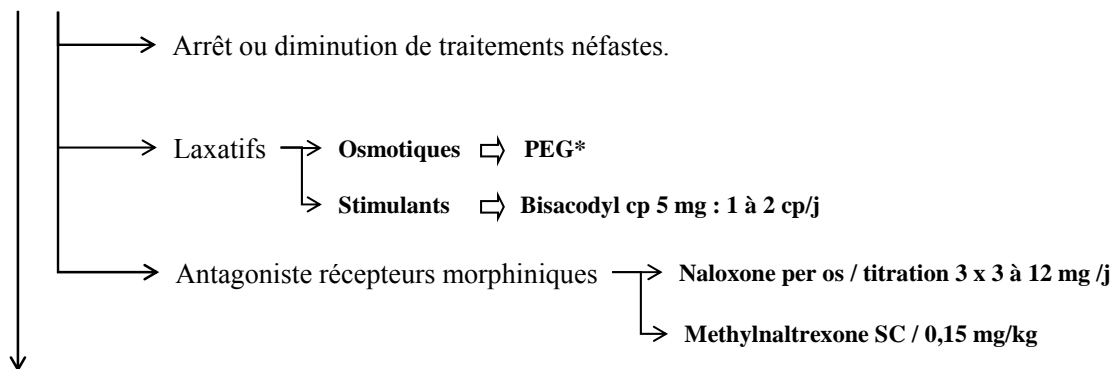 Arrêt ou diminution de traitements néfastes.
Laxatifs Osmotiques PEG*
Stimulants Bisacodyl cp 5 mg : 1 à 2 cp/j
Antagoniste récepteurs morphiniques Naloxone per os / titration 3 x 3 à 12 mg /j
Methylnaltrexone SC / 0,15 mg/kg